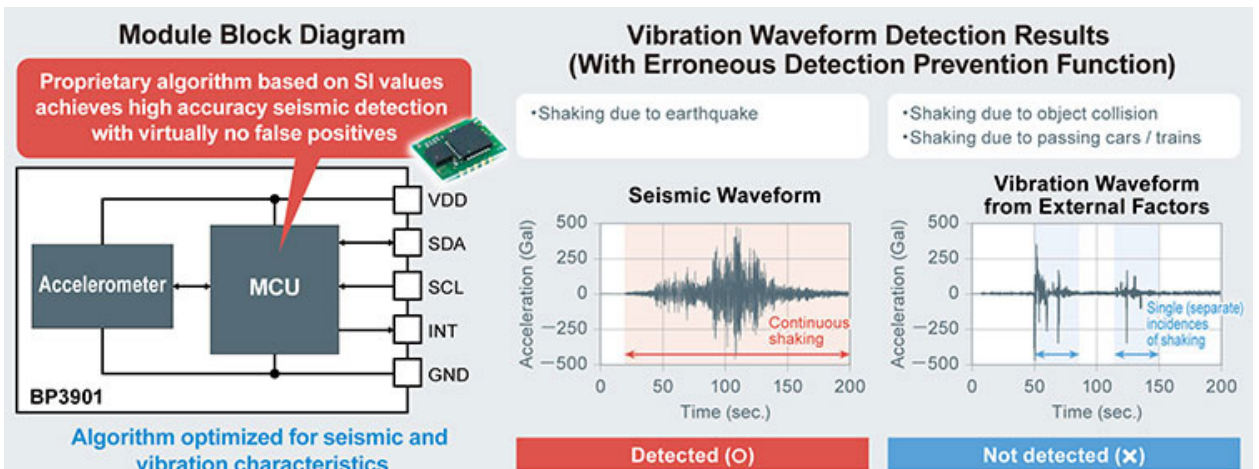 Module Block Diagram
Proprietary algorithm based on SI values
achieves high accuracy seismic detection
with virtually no false positives
VDD
SDA
SCL
INT
GND
Accelerometer
MCU
BP3901
Algorithm optimized for seismic and
vibration characteristics
Vibration Waveform Detection Results
(With Erroneous Detection Prevention Function)
•Shaking due to earthquake
Seismic Waveform
Acceleration (Gal)
500
250
0
−250
−500
Continuous
shaking
0 50 100 150 200
Time (sec.)
Detected (O)
•Shaking due to object collision
•Shaking due to passing cars / trains
Vibration Waveform
from External Factors
Acceleration (Gal)
500
250
0
−250
−500
Single (separate)
incidences
of shaking
0 50 100 150 200
Time (sec.)
Not detected (×)